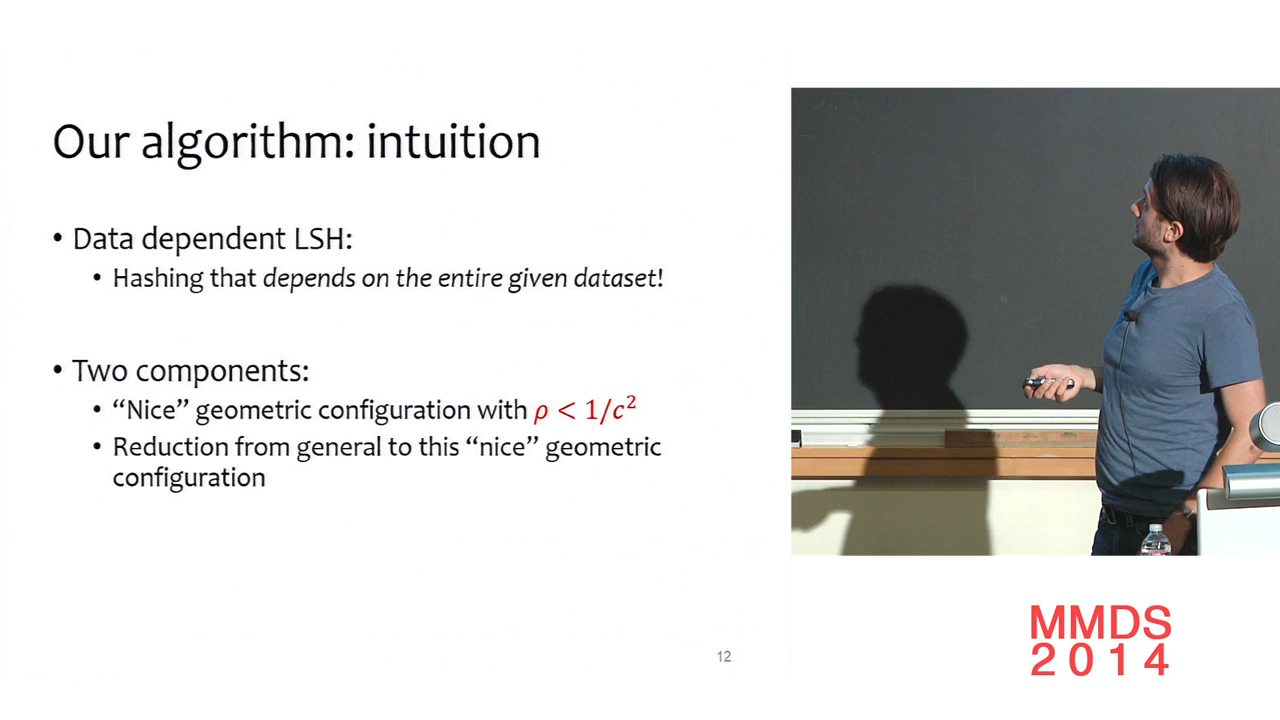 Our algorithm: intuition
• Data dependent LSH:
• Hashing that depends on the entire given dataset!
• Two components:
• “Nice” geometric configuration with ρ < 1/c²
• Reduction from general to this “nice” geometric
configuration
12
MMDS
2014